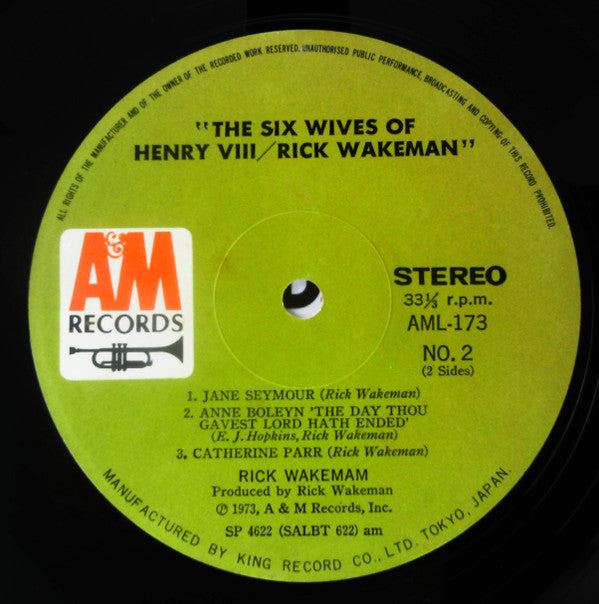 ALL RIGHTS OF THE MANUFACTURER AND OF THE OWNER OF THE RECORDED WORK RESERVED. UNAUTHORISED PUBLIC PERFORMANCE, BROADCASTING AND COPYING OF THIS RECORD PROHIBITED.
"THE SIX WIVES OF
HENRY VIII/RICK WAKEMAN"
A&M
RECORDS
STEREO
33⅓ r.p.m.
AML-173
NO. 2
(2 Sides)
1. JANE SEYMOUR (Rick Wakeman)
2. ANNE BOLEYN 'THE DAY THOU
GAVEST LORD HATH ENDED'
(E. J. Hopkins, Rick Wakeman)
3. CATHERINE PARR (Rick Wakeman)
RICK WAKEMAM
Produced by Rick Wakeman
℗ 1973, A & M Records, Inc.
SP 4622 (SALBT 622) am
MANUFACTURED BY KING RECORD CO., LTD. TOKYO, JAPAN.